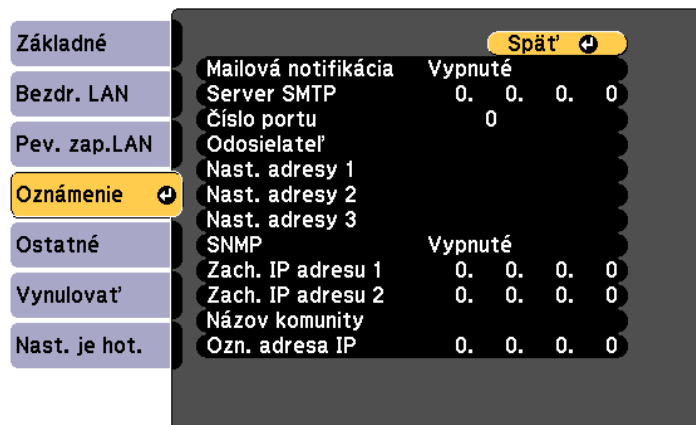 Základné
Bezdr. LAN
Pev. zap.LAN
Oznámenie
Ostatné
Vynulovať
Nast. je hot.
Späť
Mailová notifikácia Vypnuté
Server SMTP 0. 0. 0. 0
Číslo portu 0
Odosielateľ
Nast. adresy 1
Nast. adresy 2
Nast. adresy 3
SNMP Vypnuté
Zach. IP adresu 1 0. 0. 0. 0
Zach. IP adresu 2 0. 0. 0. 0
Názov komunity
Ozn. adresa IP 0. 0. 0. 0